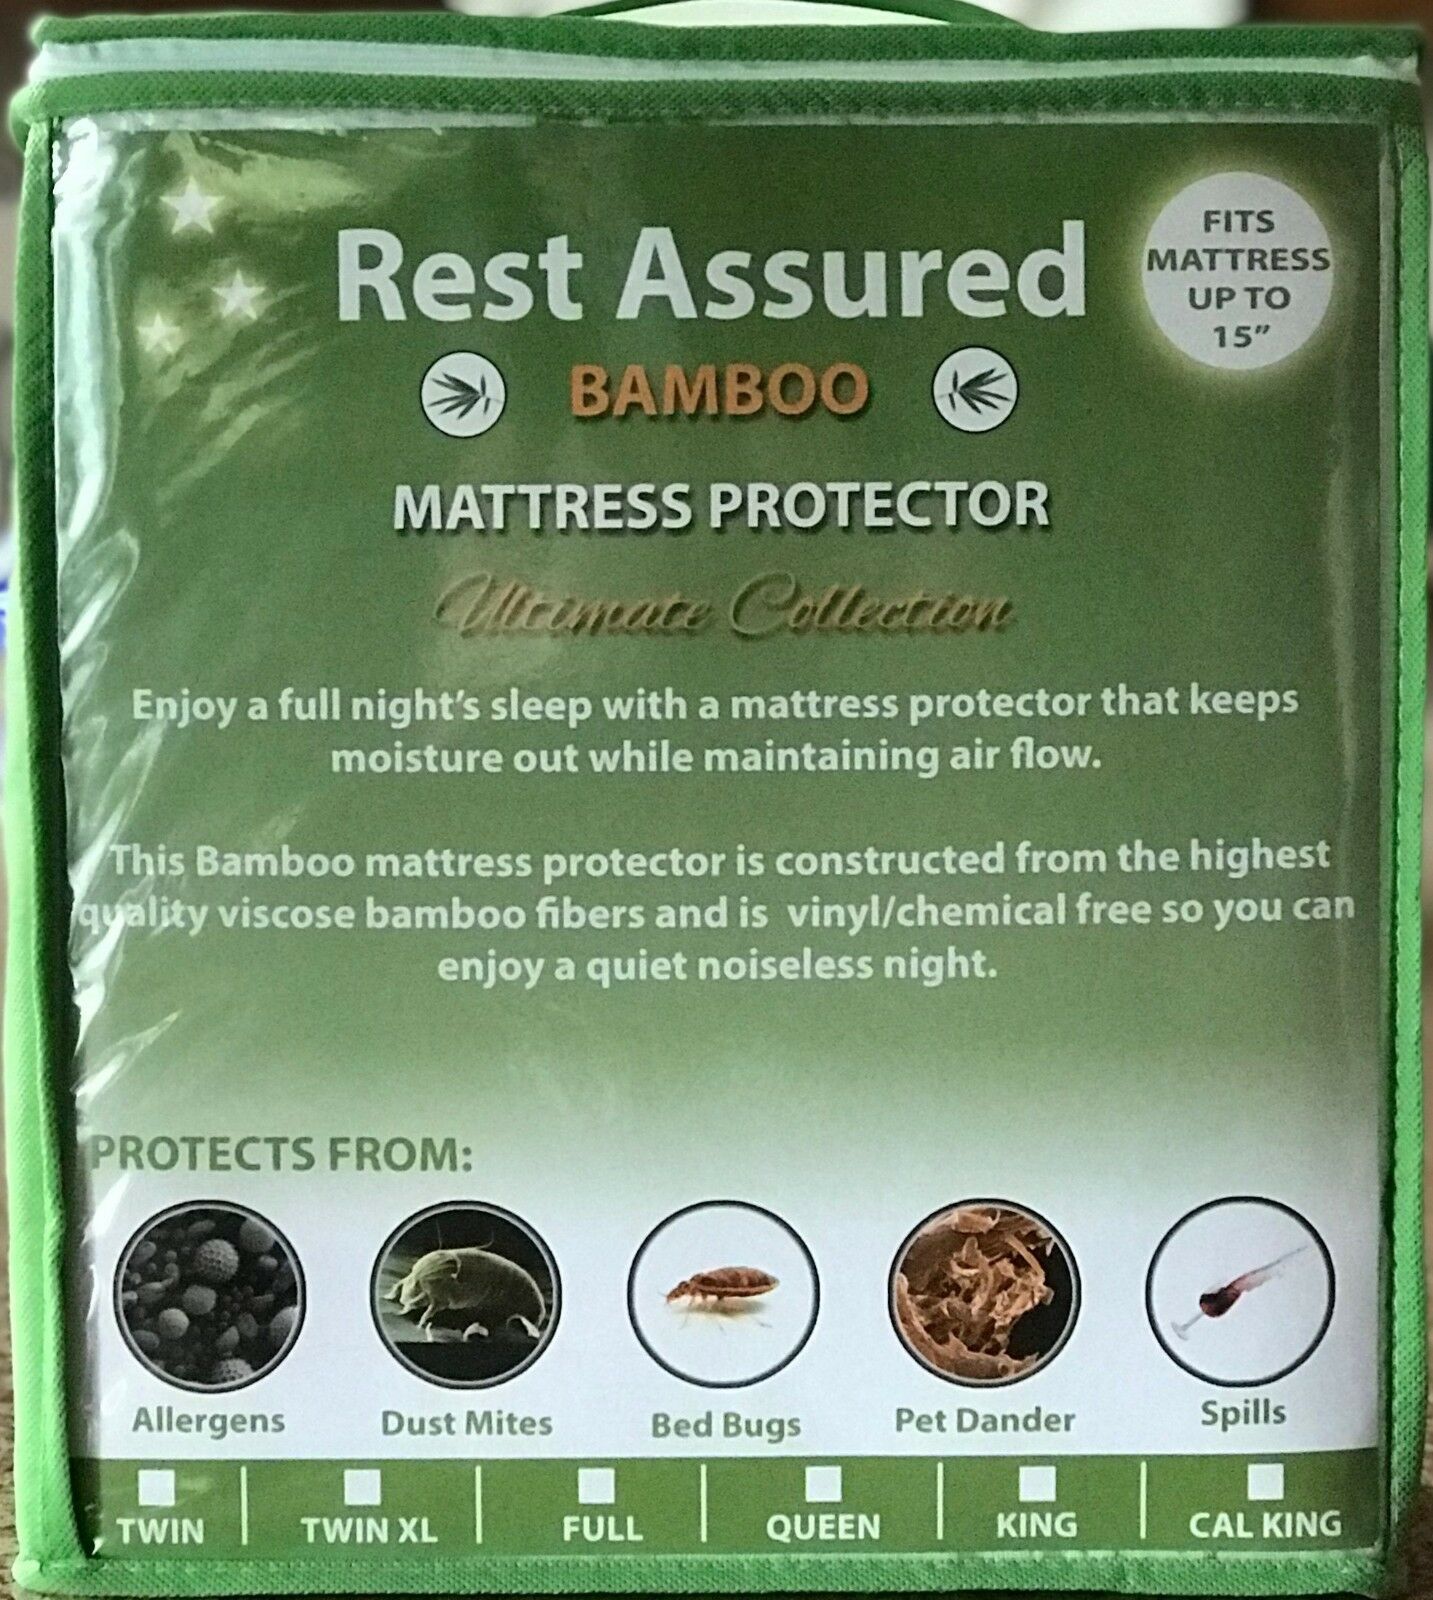 Rest Assured
FITS
MATTRESS
UP TO
15"
BAMBOO
MATTRESS PROTECTOR
Ultimate Collection
Enjoy a full night's sleep with a mattress protector that keeps
moisture out while maintaining air flow.
This Bamboo mattress protector is constructed from the highest
quality viscose bamboo fibers and is vinyl/chemical free so you can
enjoy a quiet noiseless night.
PROTECTS FROM:
Allergens Dust Mites Bed Bugs Pet Dander Spills
TWIN TWIN XL FULL QUEEN KING CAL KING